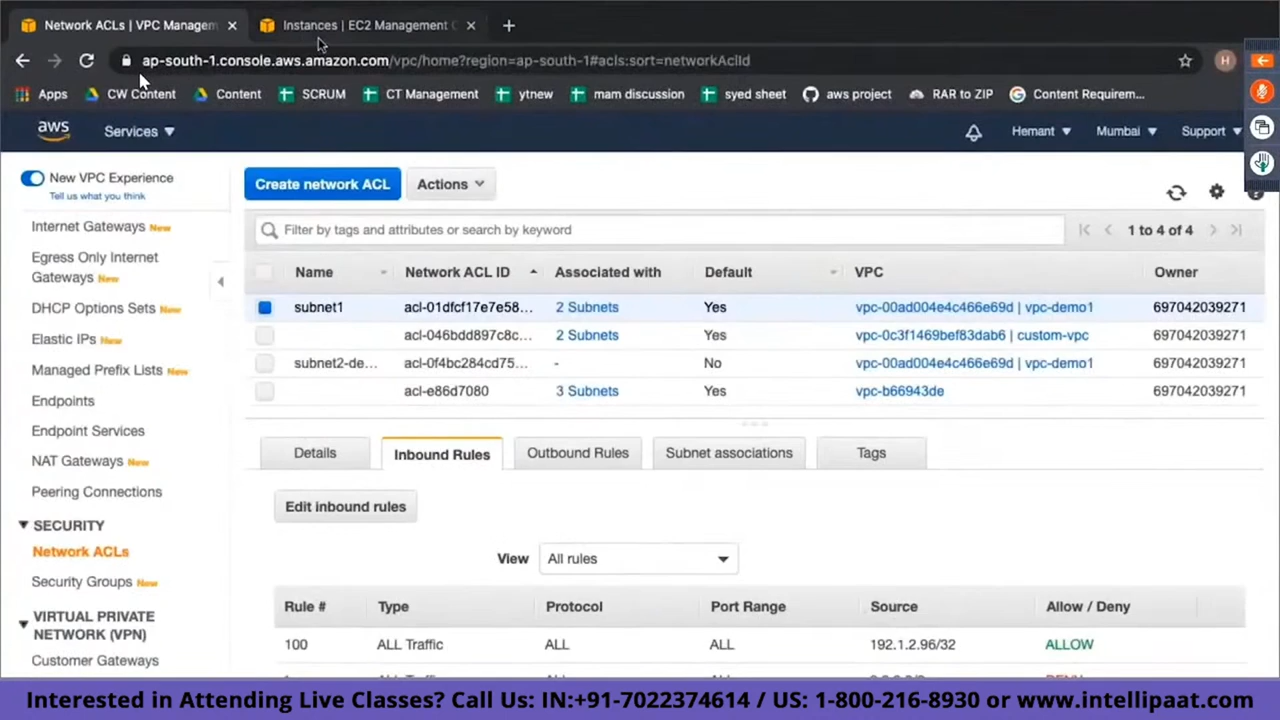 Network ACLs | VPC Managem
Instances | EC2 Management C
ap-south-1.console.aws.amazon.com/vpc/home?region=ap-south-1#acls:sort=networkAclId
H
Apps CW Content Content SCRUM CT Management ytnew mam discussion syed sheet aws project RAR to ZIP Content Requirem...
aws Services Hemant Mumbai Support
New VPC Experience
Tell us what you think
Internet Gateways New
Egress Only Internet
Gateways New
DHCP Options Sets New
Elastic IPs New
Managed Prefix Lists New
Endpoints
Endpoint Services
NAT Gateways New
Peering Connections
SECURITY
Network ACLs
Security Groups New
VIRTUAL PRIVATE
NETWORK (VPN)
Customer Gateways
Create network ACL Actions
Filter by tags and attributes or search by keyword
1 to 4 of 4
Name Network ACL ID Associated with Default VPC Owner
subnet1 acl-01dfcf17e7e58... 2 Subnets Yes vpc-00ad004e4c466e69d | vpc-demo1 697042039271
acl-046bdd897c8c... 2 Subnets Yes vpc-0c3f1469bef83dab6 | custom-vpc 697042039271
subnet2-de... acl-0f4bc284cd75... - No vpc-00ad004e4c466e69d | vpc-demo1 697042039271
acl-e86d7080 3 Subnets Yes vpc-b66943de 697042039271
Details Inbound Rules Outbound Rules Subnet associations Tags
Edit inbound rules
View All rules
Rule # Type Protocol Port Range Source Allow / Deny
100 ALL Traffic ALL ALL 192.1.2.96/32 ALLOW
Interested in Attending Live Classes? Call Us: IN:+91-7022374614 / US: 1-800-216-8930 or www.intellipaat.com